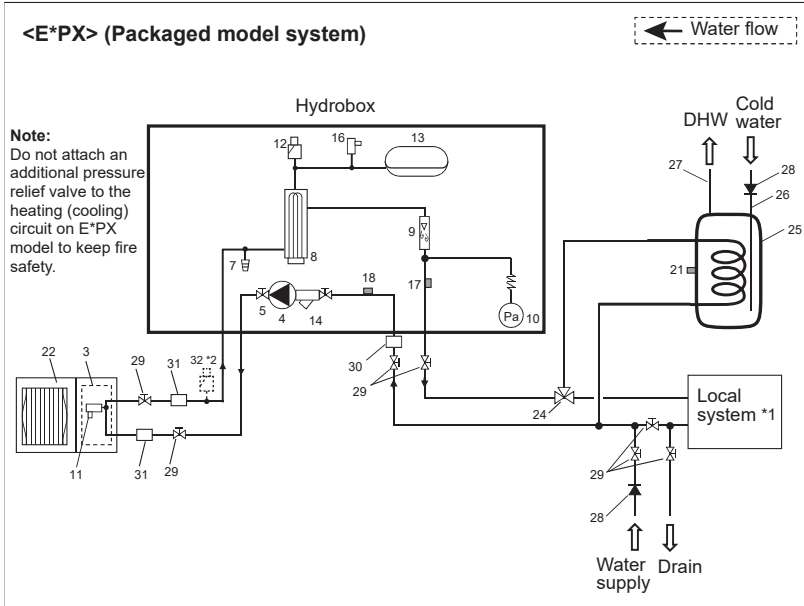 <E*PX> (Packaged model system)
Water flow
Hydrobox
Note:
Do not attach an
additional pressure
relief valve to the
heating (cooling)
circuit on E*PX
model to keep fire
safety.
DHW
Cold
water
12
16
13
27
28
26
25
9
7
8
21
18
17
5
4
14
Pa
10
22
3
29
31
32 *2
30
29
24
Local
system *1
11
31
29
29
28
Water
supply
Drain